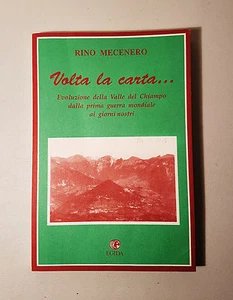 RINO MECENERO
Volta la carta...
l'evoluzione della Valle del Chiampo
dalla prima guerra mondiale
ai giorni nostri
EGIDA